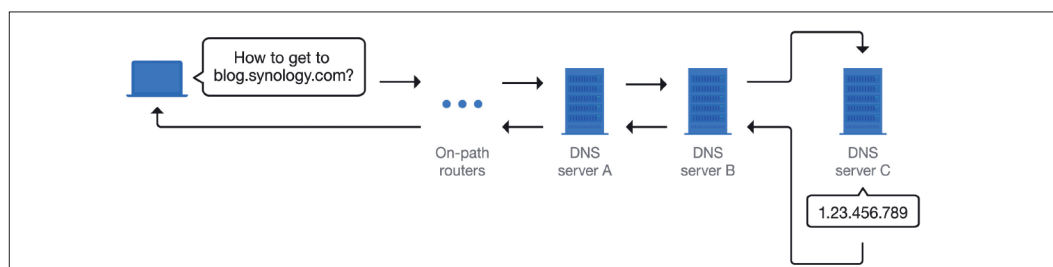 How to get to
blog.synology.com?
On-path
routers
DNS
server A
DNS
server B
DNS
server C
1.23.456.789